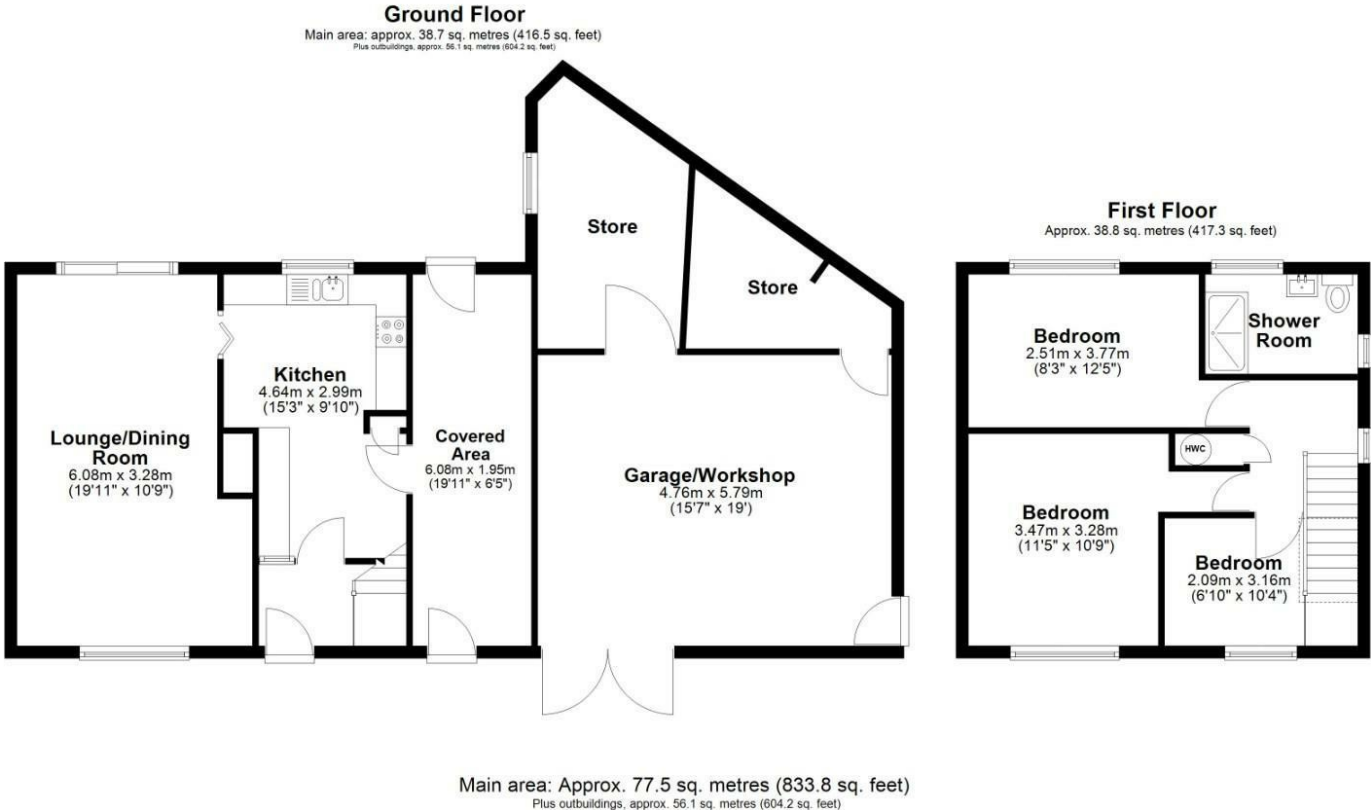 Ground Floor
Main area: approx. 38.7 sq. metres (416.5 sq. feet)
Plus outbuildings, approx. 56.1 sq. metres (604.2 sq. feet)
Store
Store
Kitchen
4.64m x 2.99m
(15'3" x 9'10")
Lounge/Dining
Room
6.08m x 3.28m
(19'11" x 10'9")
Covered
Area
6.08m x 1.95m
(19'11" x 6'5")
Garage/Workshop
4.76m x 5.79m
(15'7" x 19')
First Floor
Approx. 38.8 sq. metres (417.3 sq. feet)
Bedroom
2.51m x 3.77m
(8'3" x 12'5")
Shower
Room
HWC
Bedroom
3.47m x 3.28m
(11'5" x 10'9")
Bedroom
2.09m x 3.16m
(6'10" x 10'4")
Main area: Approx. 77.5 sq. metres (833.8 sq. feet)
Plus outbuildings, approx. 56.1 sq. metres (604.2 sq. feet)